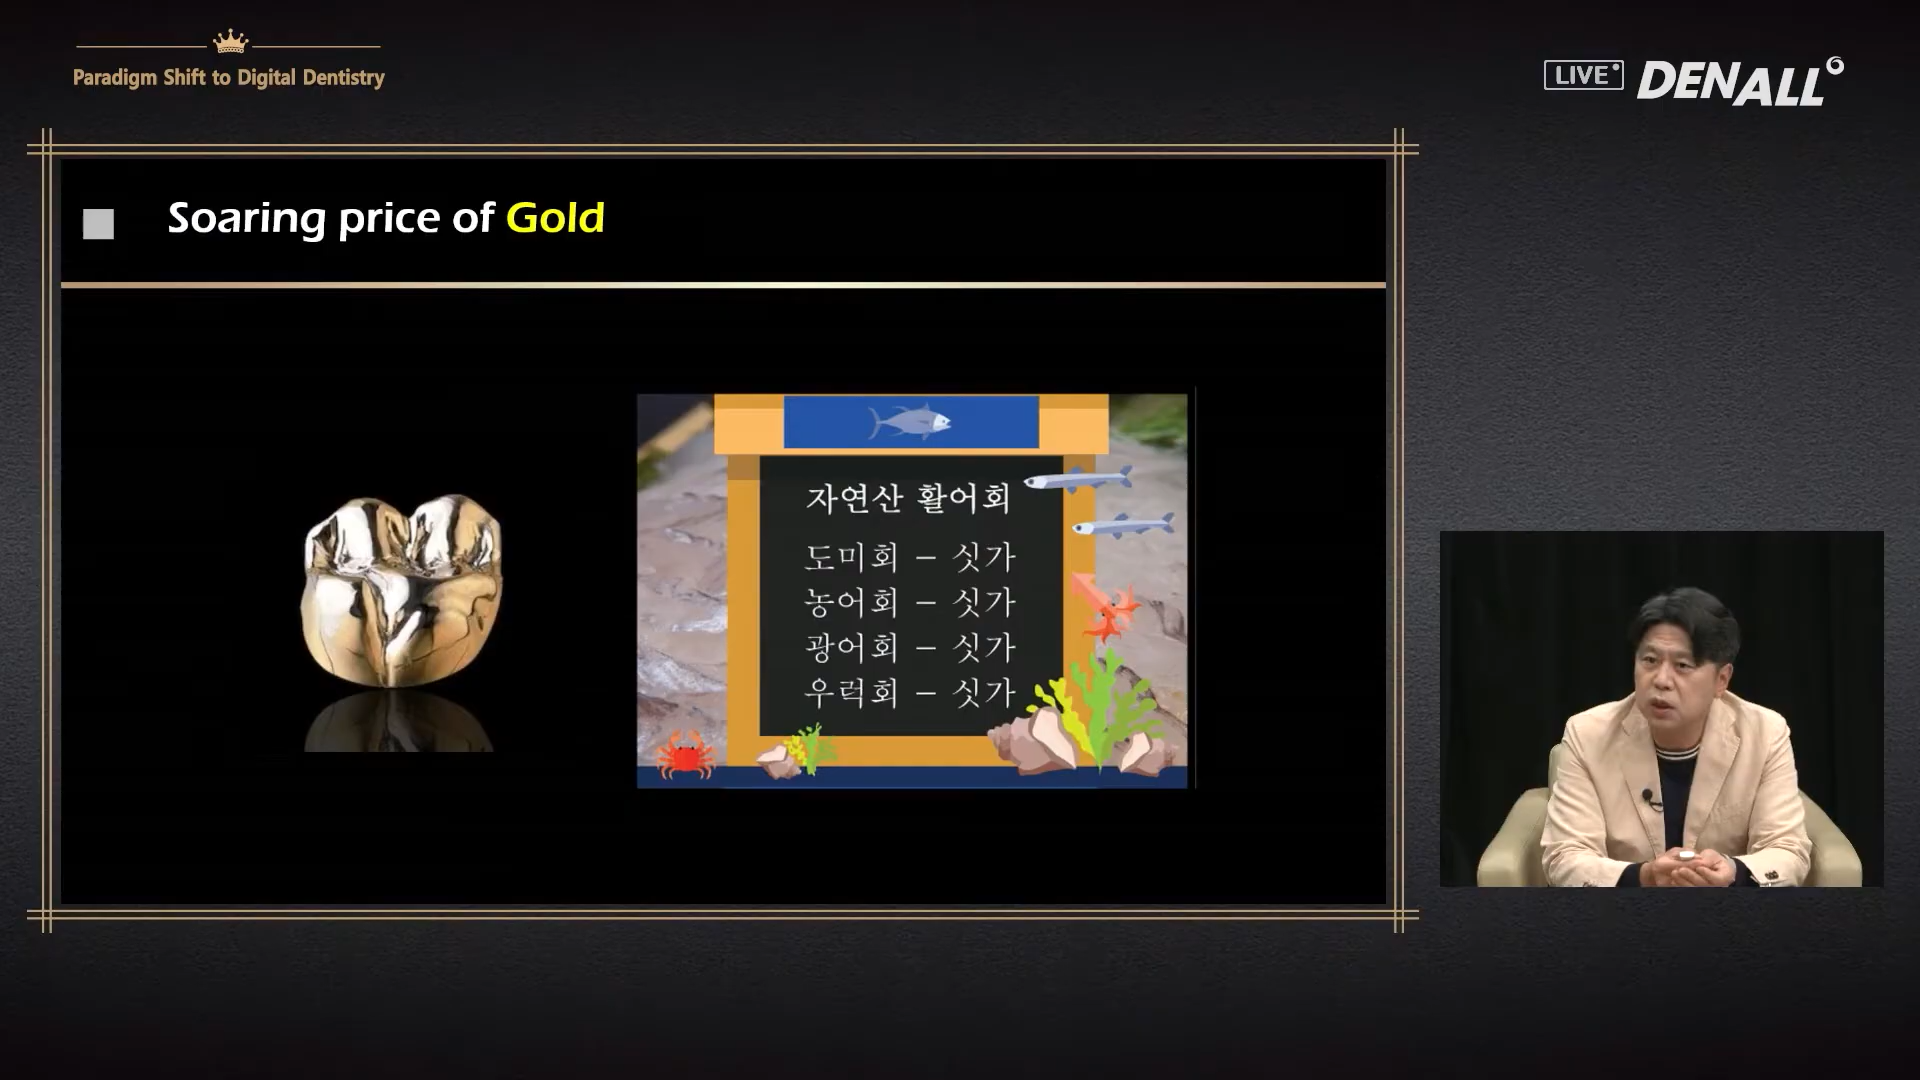 Paradigm Shift to Digital Dentistry
LIVE
DENALL
Soaring price of Gold
자연산 활어회
도미회 – 싯가
농어회 – 싯가
광어회 – 싯가
우럭회 – 싯가